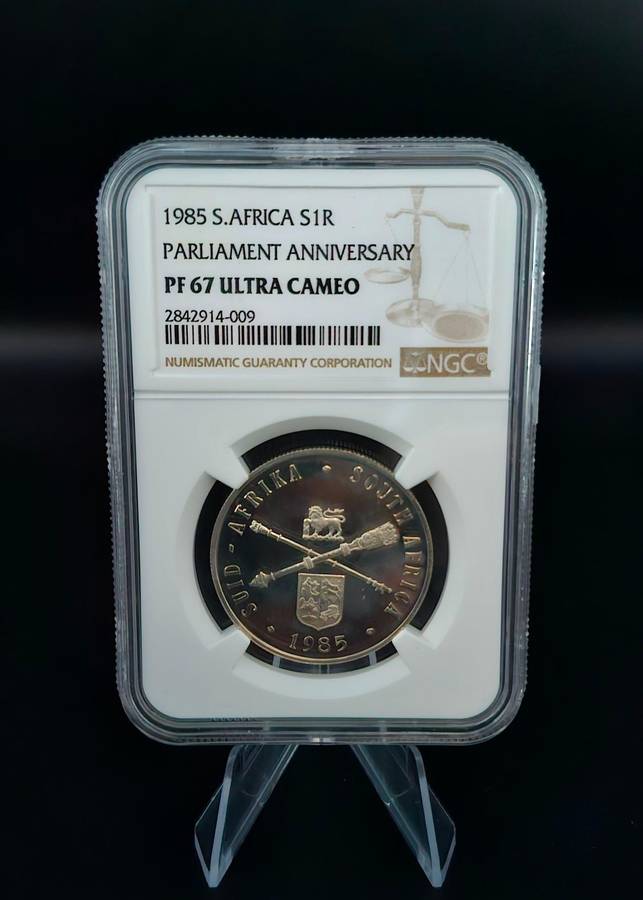 1985 S.AFRICA S1R
PARLIAMENT ANNIVERSARY
PF 67 ULTRA CAMEO
2842914-009
NUMISMATIC GUARANTY CORPORATION
NGC®
SUID - AFRIKA • SOUTH AFRICA
• 1985 •